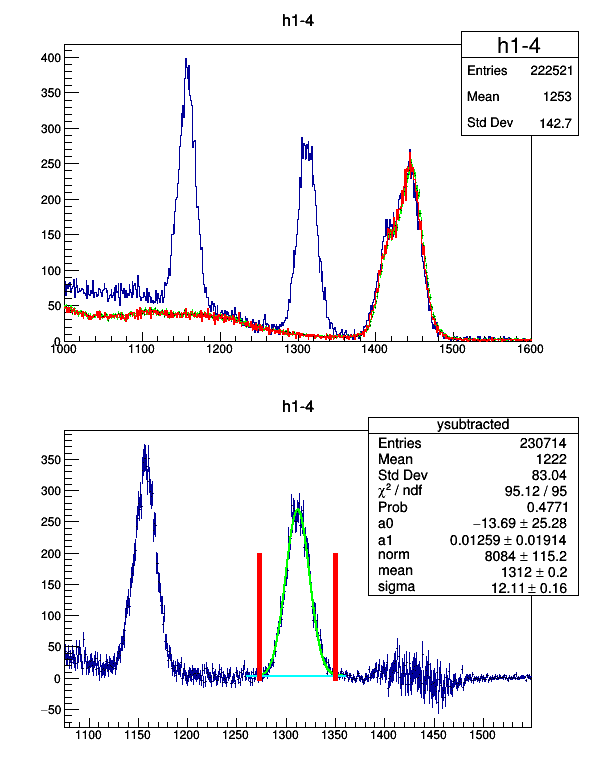 h1-4
h1-4
Entries 222521
Mean 1253
Std Dev 142.7
400
350
300
250
200
150
100
50
0
1000 1100 1200 1300 1400 1500 1600
h1-4
ysubtracted
Entries 230714
Mean 1222
Std Dev 83.04
χ² / ndf 95.12 / 95
Prob 0.4771
a0 −13.69 ± 25.28
a1 0.01259 ± 0.01914
norm 8084 ± 115.2
mean 1312 ± 0.2
sigma 12.11 ± 0.16
350
300
250
200
150
100
50
0
−50
1100 1150 1200 1250 1300 1350 1400 1450 1500